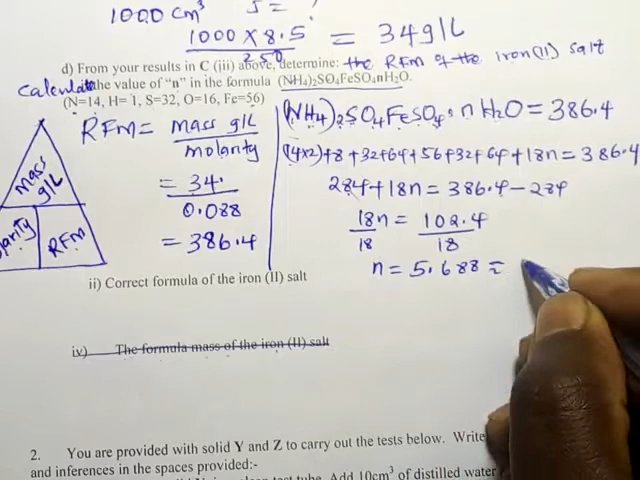 1000 cm³ S = ?
1000 × 8.5 / 250 = 34 g/L
d) From your results in C (iii) above, determine: the RFM of the iron(II) salt
Calculate the value of "n" in the formula (NH₄)₂SO₄FeSO₄nH₂O.
(N=14, H= 1, S=32, O=16, Fe=56)
Mass g/L
RFM
RFM = mass g/L / molarity
= 34. / 0.088
= 386.4
(NH₄)₂SO₄FeSO₄.nH₂O = 386.4
(14×2)+8+32+64+56+32+64+18n = 386.4
284+18n = 386.4-284
18n / 18 = 102.4 / 18
n = 5.688 ≈
ii) Correct formula of the iron (II) salt
iv) The formula mass of the iron (II) salt
2. You are provided with solid Y and Z to carry out the tests below. Write
and inferences in the spaces provided:-
test tube. Add 10cm³ of distilled water